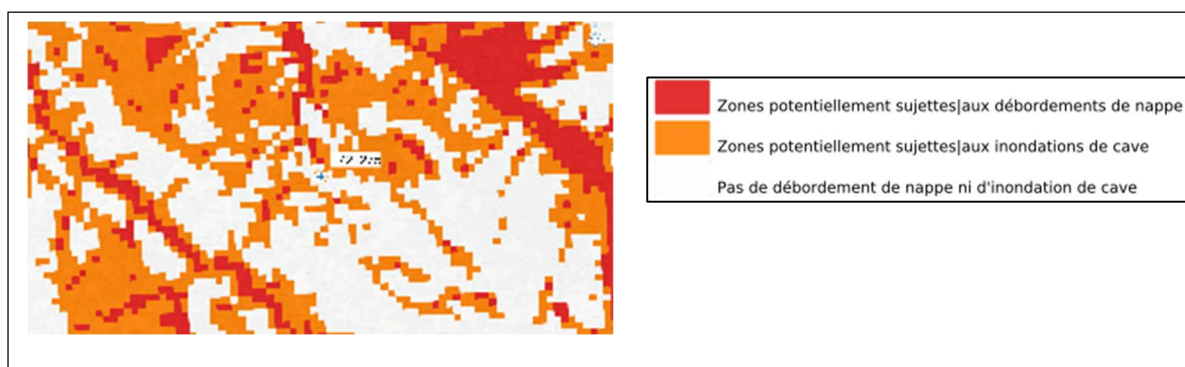 Zones potentiellement sujettes|aux débordements de nappe
Zones potentiellement sujettes|aux inondations de cave
Pas de débordement de nappe ni d'inondation de cave